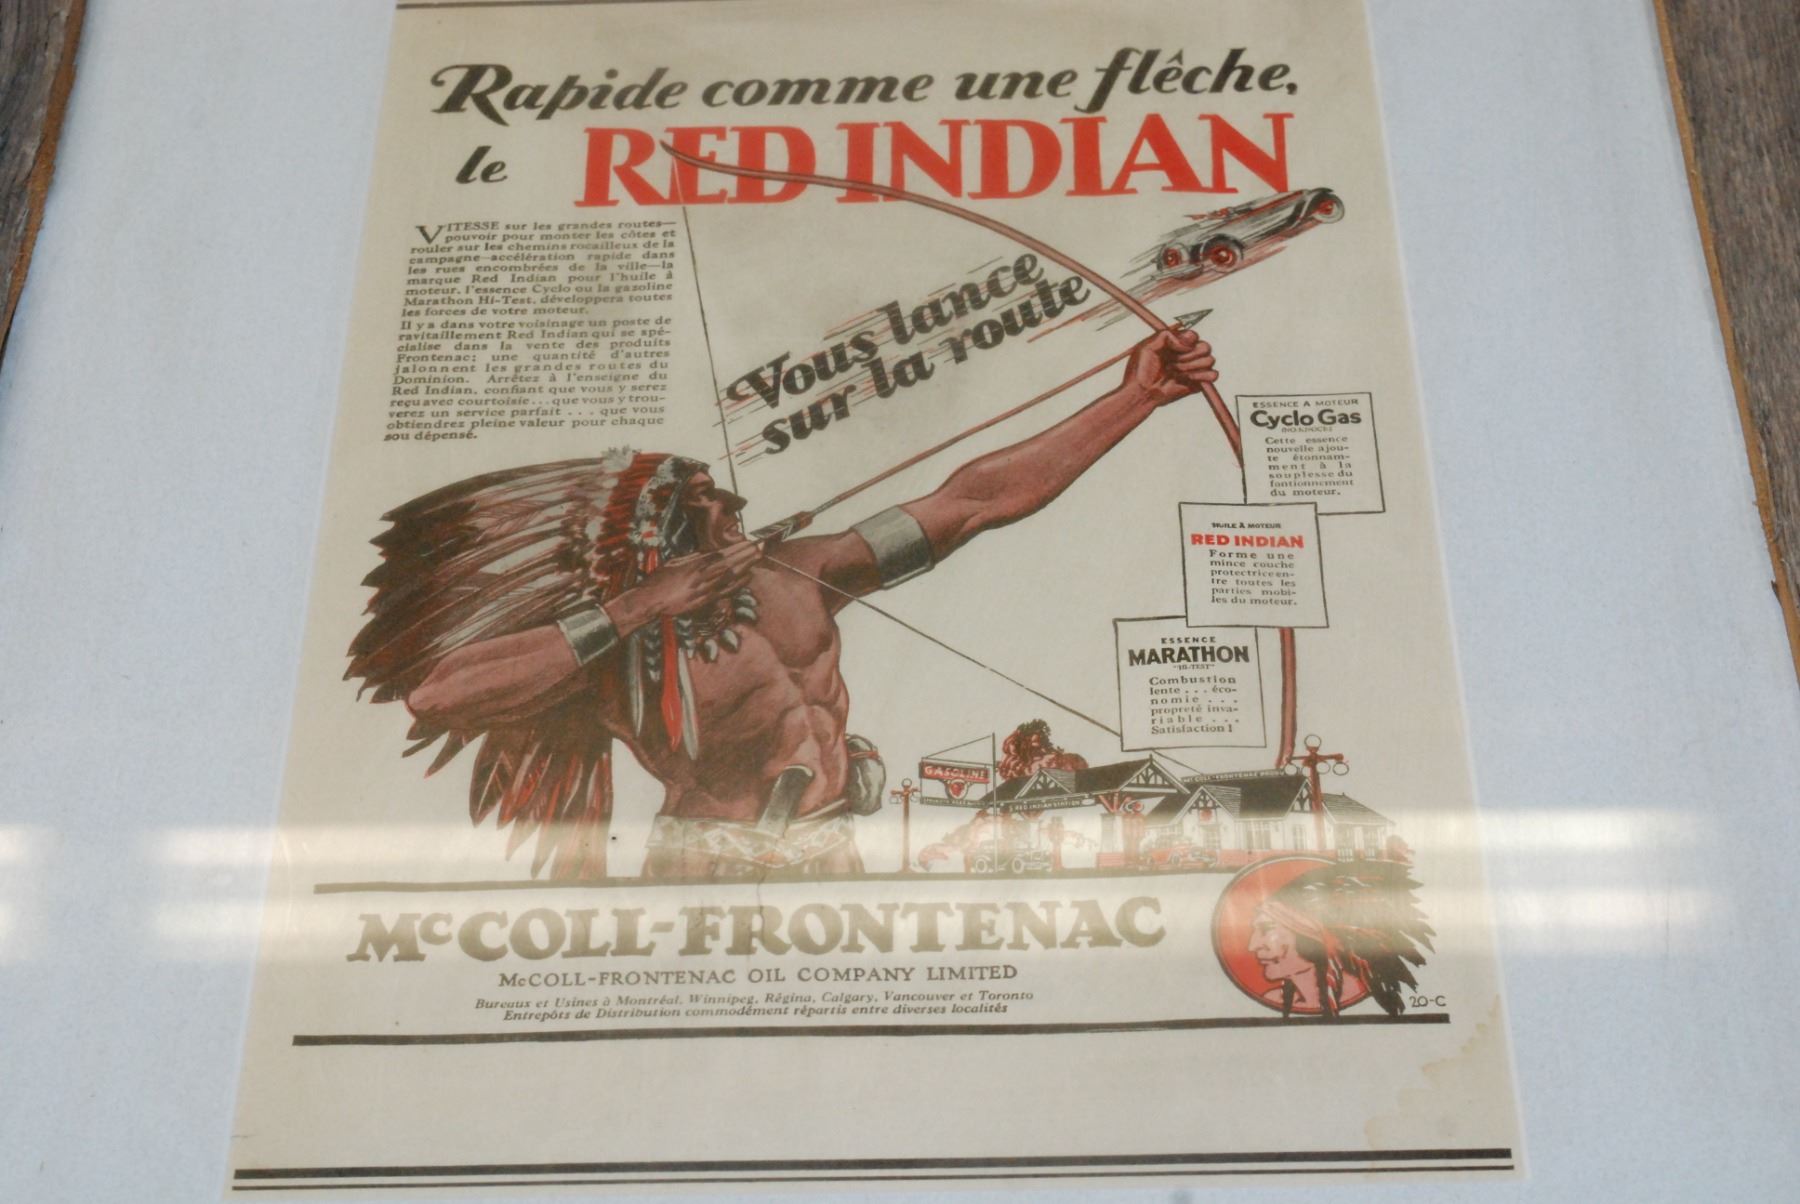 Rapide comme une flêche,
le RED INDIAN
VITESSE sur les grandes routes—
pouvoir pour monter les côtes et
rouler sur les chemins rocailleux de la
campagne—accélération rapide dans
les rues encombrées de la ville—la
marque Red Indian pour l'huile à
moteur, l'essence Cyclo ou la gazoline
Marathon Hi-Test, développera toutes
les forces de votre moteur.
Il y a dans votre voisinage un poste de
ravitaillement Red Indian qui se spé-
cialise dans la vente des produits
Frontenac; une quantité d'autres
jalonnent les grandes routes du
Dominion. Arrêtez à l'enseigne du
Red Indian, confiant que vous y serez
reçu avec courtoisie... que vous y trou-
verez un service parfait ... que vous
obtiendrez pleine valeur pour chaque
sou dépensé.
Vous lance
sur la route
ESSENCE A MOTEUR
Cyclo Gas
(NO KNOCK)
Cette essence
nouvelle ajou-
te étonnam-
ment à la
souplesse du
fontionnement
du moteur.
HUILE À MOTEUR
RED INDIAN
Forme une
mince couche
protectrice en-
tre toutes les
parties mobi-
les du moteur.
ESSENCE
MARATHON
"HI-TEST"
Combustion
lente . . . éco-
nomie . . .
propreté inva-
riable . . .
Satisfaction!
GASOLINE
RED INDIAN STATION
McCOLL-FRONTENAC
McCOLL-FRONTENAC
McCOLL-FRONTENAC OIL COMPANY LIMITED
Bureaux et Usines à Montréal, Winnipeg, Régina, Calgary, Vancouver et Toronto
Entrepôts de Distribution commodément répartis entre diverses localités
20-C